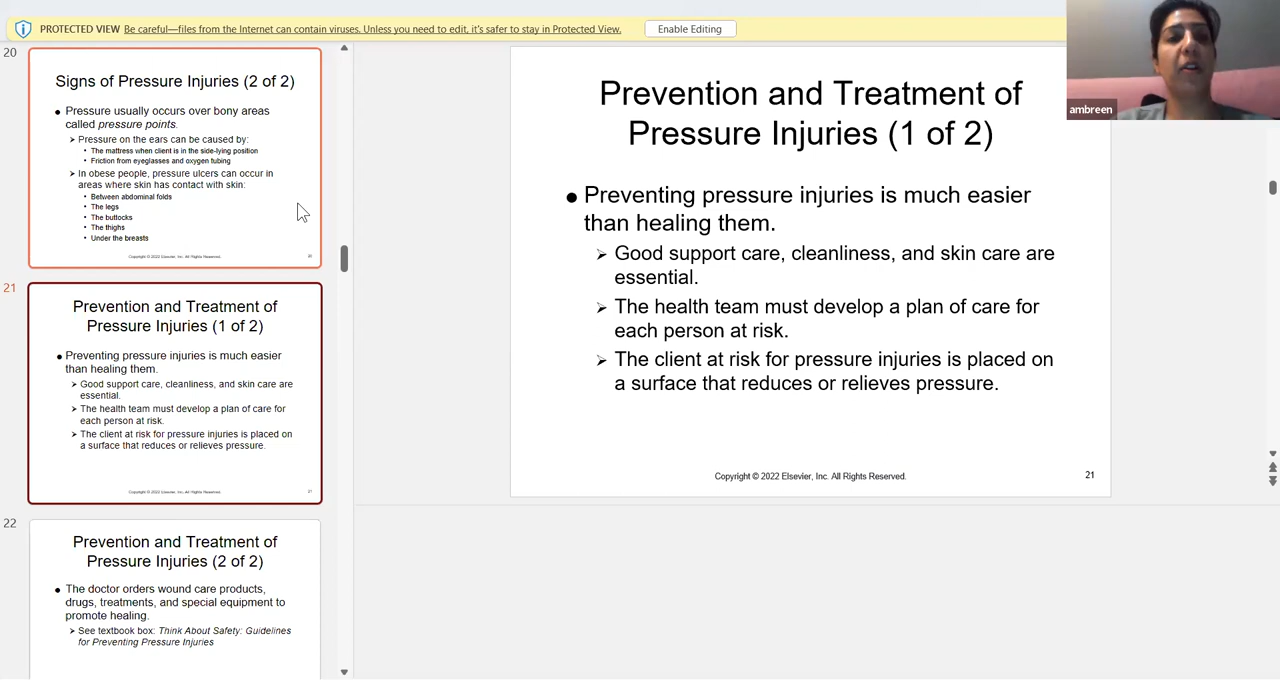 PROTECTED VIEW Be careful—files from the Internet can contain viruses. Unless you need to edit, it's safer to stay in Protected View. Enable Editing
20
Signs of Pressure Injuries (2 of 2)
● Pressure usually occurs over bony areas
called pressure points.
➢ Pressure on the ears can be caused by:
• The mattress when client is in the side-lying position
• Friction from eyeglasses and oxygen tubing
➢ In obese people, pressure ulcers can occur in
areas where skin has contact with skin:
• Between abdominal folds
• The legs
• The buttocks
• The thighs
• Under the breasts
Copyright © 2022 Elsevier, Inc. All Rights Reserved. 20
21
Prevention and Treatment of
Pressure Injuries (1 of 2)
● Preventing pressure injuries is much easier
than healing them.
➢ Good support care, cleanliness, and skin care are
essential.
➢ The health team must develop a plan of care for
each person at risk.
➢ The client at risk for pressure injuries is placed on
a surface that reduces or relieves pressure.
Copyright © 2022 Elsevier, Inc. All Rights Reserved. 21
22
Prevention and Treatment of
Pressure Injuries (2 of 2)
● The doctor orders wound care products,
drugs, treatments, and special equipment to
promote healing.
➢ See textbook box: Think About Safety: Guidelines
for Preventing Pressure Injuries
Prevention and Treatment of
Pressure Injuries (1 of 2)
● Preventing pressure injuries is much easier
than healing them.
➢ Good support care, cleanliness, and skin care are
essential.
➢ The health team must develop a plan of care for
each person at risk.
➢ The client at risk for pressure injuries is placed on
a surface that reduces or relieves pressure.
Copyright © 2022 Elsevier, Inc. All Rights Reserved. 21
ambreen